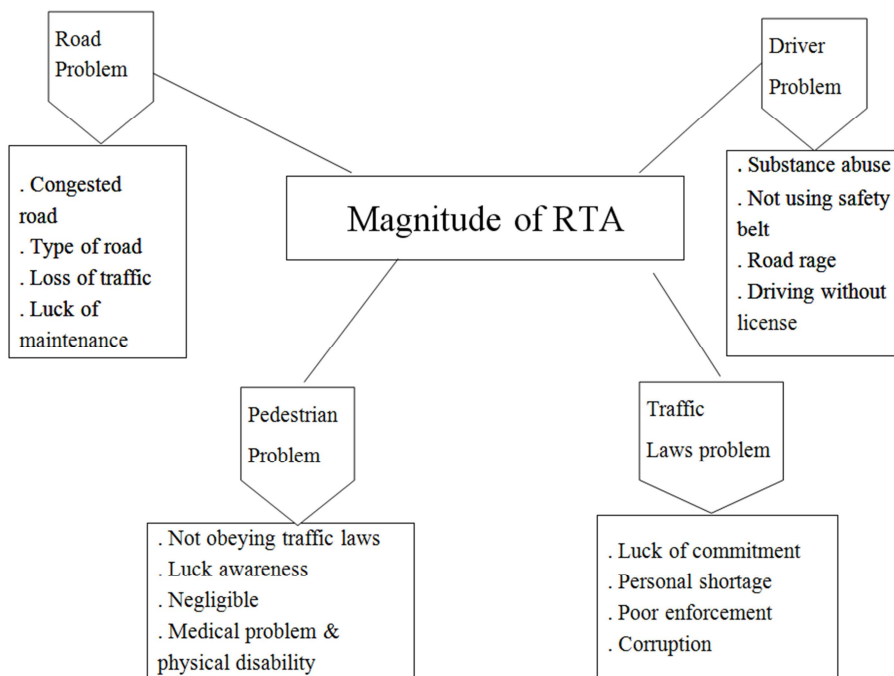 Road
Problem
. Congested
road
. Type of road
. Loss of traffic
. Luck of
maintenance
Driver
Problem
. Substance abuse
. Not using safety
belt
. Road rage
. Driving without
license
Magnitude of RTA
Pedestrian
Problem
. Not obeying traffic laws
. Luck awareness
. Negligible
. Medical problem &
physical disability
Traffic
Laws problem
. Luck of commitment
. Personal shortage
. Poor enforcement
. Corruption